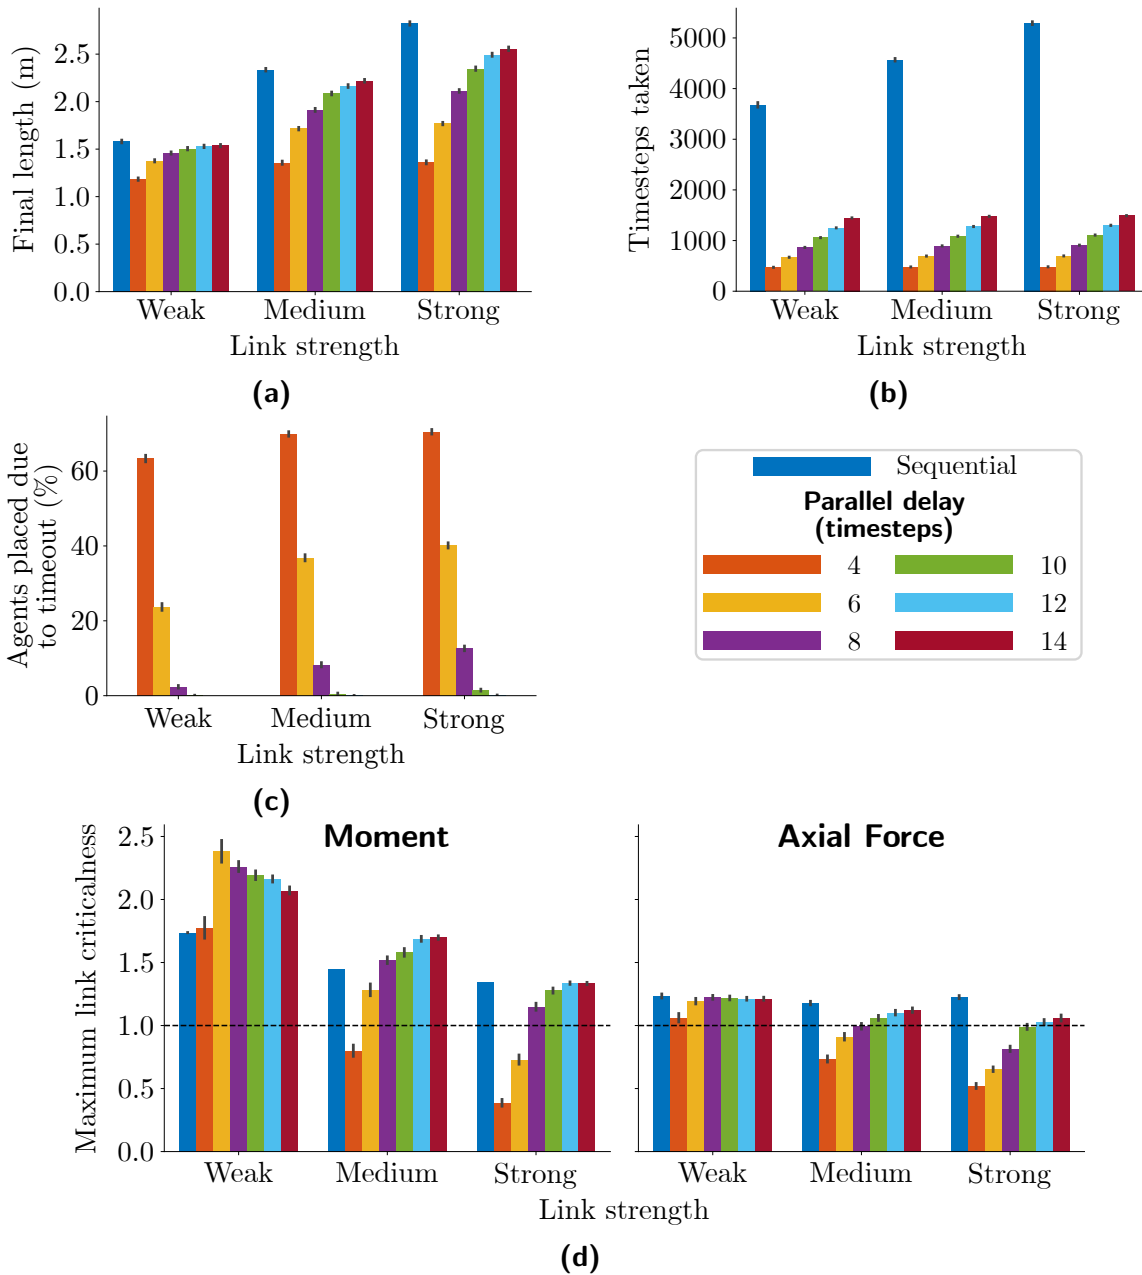 Final length (m)
2.5
2.0
1.5
1.0
0.5
0.0
Weak Medium Strong
Link strength
(a)
Timesteps taken
5000
4000
3000
2000
1000
0
Weak Medium Strong
Link strength
(b)
Agents placed due
to timeout (%)
60
40
20
0
Weak Medium Strong
Link strength
(c)
Sequential
Parallel delay
(timesteps)
4 10
6 12
8 14
Maximum link criticalness
2.5
2.0
1.5
1.0
0.5
0.0
Moment
Weak Medium Strong
Axial Force
Weak Medium Strong
Link strength
(d)